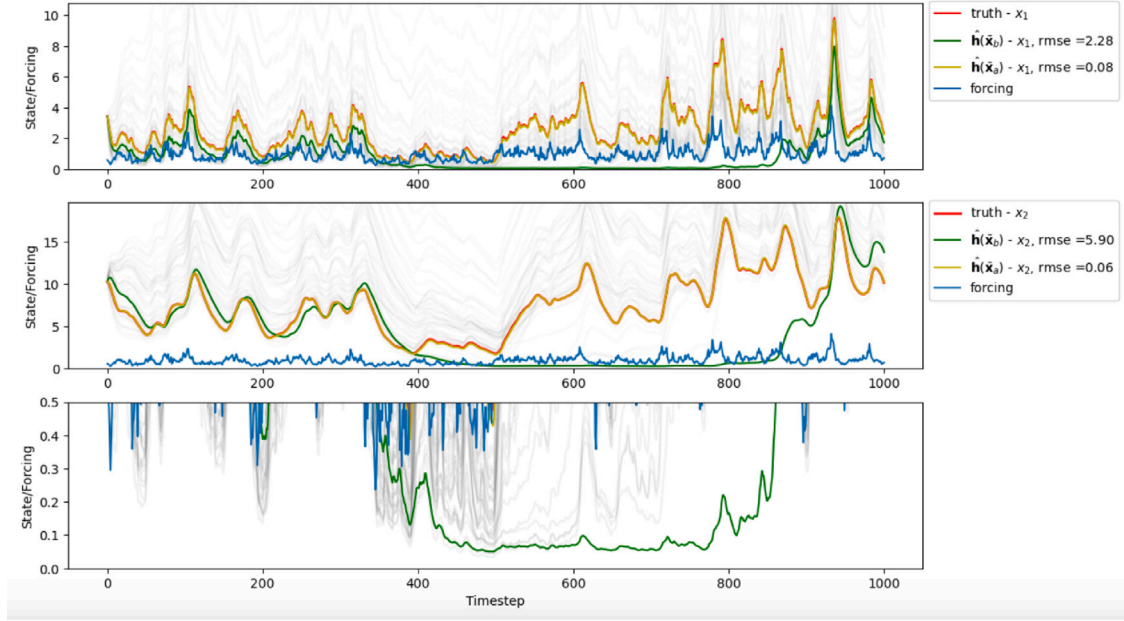 State/Forcing
10
8
6
4
2
0
0 200 400 600 800 1000
truth - x₁
ĥ(x̄_b) - x₁, rmse =2.28
ĥ(x̄_a) - x₁, rmse =0.08
forcing
State/Forcing
15
10
5
0
0 200 400 600 800 1000
truth - x₂
ĥ(x̄_b) - x₂, rmse =5.90
ĥ(x̄_a) - x₂, rmse =0.06
forcing
State/Forcing
0.5
0.4
0.3
0.2
0.1
0.0
0 200 400 600 800 1000
Timestep